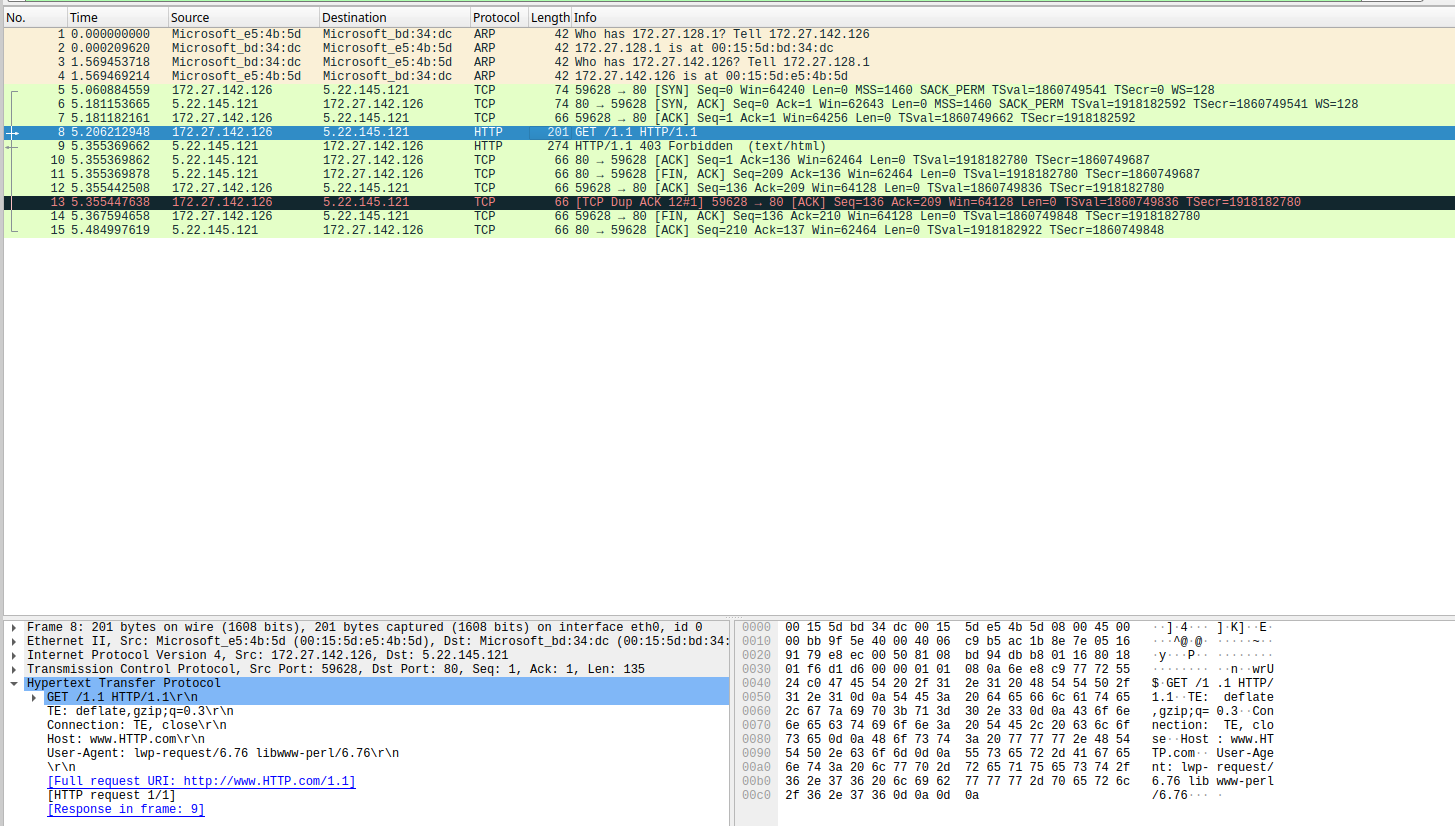 No. Time Source Destination Protocol Length Info
1 0.000000000 Microsoft_e5:4b:5d Microsoft_bd:34:dc ARP 42 Who has 172.27.128.1? Tell 172.27.142.126
2 0.000209620 Microsoft_bd:34:dc Microsoft_e5:4b:5d ARP 42 172.27.128.1 is at 00:15:5d:bd:34:dc
3 1.569453718 Microsoft_bd:34:dc Microsoft_e5:4b:5d ARP 42 Who has 172.27.142.126? Tell 172.27.128.1
4 1.569469214 Microsoft_e5:4b:5d Microsoft_bd:34:dc ARP 42 172.27.142.126 is at 00:15:5d:e5:4b:5d
5 5.060884559 172.27.142.126 5.22.145.121 TCP 74 59628 → 80 [SYN] Seq=0 Win=64240 Len=0 MSS=1460 SACK_PERM TSval=1860749541 TSecr=0 WS=128
6 5.181153665 5.22.145.121 172.27.142.126 TCP 74 80 → 59628 [SYN, ACK] Seq=0 Ack=1 Win=62643 Len=0 MSS=1460 SACK_PERM TSval=1918182592 TSecr=1860749541 WS=128
7 5.181182161 172.27.142.126 5.22.145.121 TCP 66 59628 → 80 [ACK] Seq=1 Ack=1 Win=64256 Len=0 TSval=1860749662 TSecr=1918182592
8 5.206212948 172.27.142.126 5.22.145.121 HTTP 201 GET /1.1 HTTP/1.1
9 5.355369662 5.22.145.121 172.27.142.126 HTTP 274 HTTP/1.1 403 Forbidden (text/html)
10 5.355369862 5.22.145.121 172.27.142.126 TCP 66 80 → 59628 [ACK] Seq=1 Ack=136 Win=62464 Len=0 TSval=1918182780 TSecr=1860749687
11 5.355369878 5.22.145.121 172.27.142.126 TCP 66 80 → 59628 [FIN, ACK] Seq=209 Ack=136 Win=62464 Len=0 TSval=1918182780 TSecr=1860749687
12 5.355442508 172.27.142.126 5.22.145.121 TCP 66 59628 → 80 [ACK] Seq=136 Ack=209 Win=64128 Len=0 TSval=1860749836 TSecr=1918182780
13 5.355447638 172.27.142.126 5.22.145.121 TCP 66 [TCP Dup ACK 12#1] 59628 → 80 [ACK] Seq=136 Ack=209 Win=64128 Len=0 TSval=1860749836 TSecr=1918182780
14 5.367594658 172.27.142.126 5.22.145.121 TCP 66 59628 → 80 [FIN, ACK] Seq=136 Ack=210 Win=64128 Len=0 TSval=1860749848 TSecr=1918182780
15 5.484997619 5.22.145.121 172.27.142.126 TCP 66 80 → 59628 [ACK] Seq=210 Ack=137 Win=62464 Len=0 TSval=1918182922 TSecr=1860749848
Frame 8: 201 bytes on wire (1608 bits), 201 bytes captured (1608 bits) on interface eth0, id 0
Ethernet II, Src: Microsoft_e5:4b:5d (00:15:5d:e5:4b:5d), Dst: Microsoft_bd:34:dc (00:15:5d:bd:34:
Internet Protocol Version 4, Src: 172.27.142.126, Dst: 5.22.145.121
Transmission Control Protocol, Src Port: 59628, Dst Port: 80, Seq: 1, Ack: 1, Len: 135
Hypertext Transfer Protocol
GET /1.1 HTTP/1.1\r\n
TE: deflate,gzip;q=0.3\r\n
Connection: TE, close\r\n
Host: www.HTTP.com\r\n
User-Agent: lwp-request/6.76 libwww-perl/6.76\r\n
\r\n
[Full request URI: http://www.HTTP.com/1.1]
[HTTP request 1/1]
[Response in frame: 9]
0000 00 15 5d bd 34 dc 00 15 5d e5 4b 5d 08 00 45 00 ··]·4··· ]·K]··E·
0010 00 bb 9f 5e 40 00 40 06 c9 b5 ac 1b 8e 7e 05 16 ···^@·@· ·····~··
0020 91 79 e8 ec 00 50 81 08 bd 94 db b8 01 16 80 18 ·y···P·· ········
0030 01 f6 d1 d6 00 00 01 01 08 0a 6e e8 c9 77 72 55 ········ ··n··wrU
0040 24 c0 47 45 54 20 2f 31 2e 31 20 48 54 54 50 2f $·GET /1 .1 HTTP/
0050 31 2e 31 0d 0a 54 45 3a 20 64 65 66 6c 61 74 65 1.1··TE: deflate
0060 2c 67 7a 69 70 3b 71 3d 30 2e 33 0d 0a 43 6f 6e ,gzip;q= 0.3··Con
0070 6e 65 63 74 69 6f 6e 3a 20 54 45 2c 20 63 6c 6f nection: TE, clo
0080 73 65 0d 0a 48 6f 73 74 3a 20 77 77 77 2e 48 54 se··Host : www.HT
0090 54 50 2e 63 6f 6d 0d 0a 55 73 65 72 2d 41 67 65 TP.com·· User-Age
00a0 6e 74 3a 20 6c 77 70 2d 72 65 71 75 65 73 74 2f nt: lwp- request/
00b0 36 2e 37 36 20 6c 69 62 77 77 77 2d 70 65 72 6c 6.76 lib www-perl
00c0 2f 36 2e 37 36 0d 0a 0d 0a /6.76··· ·